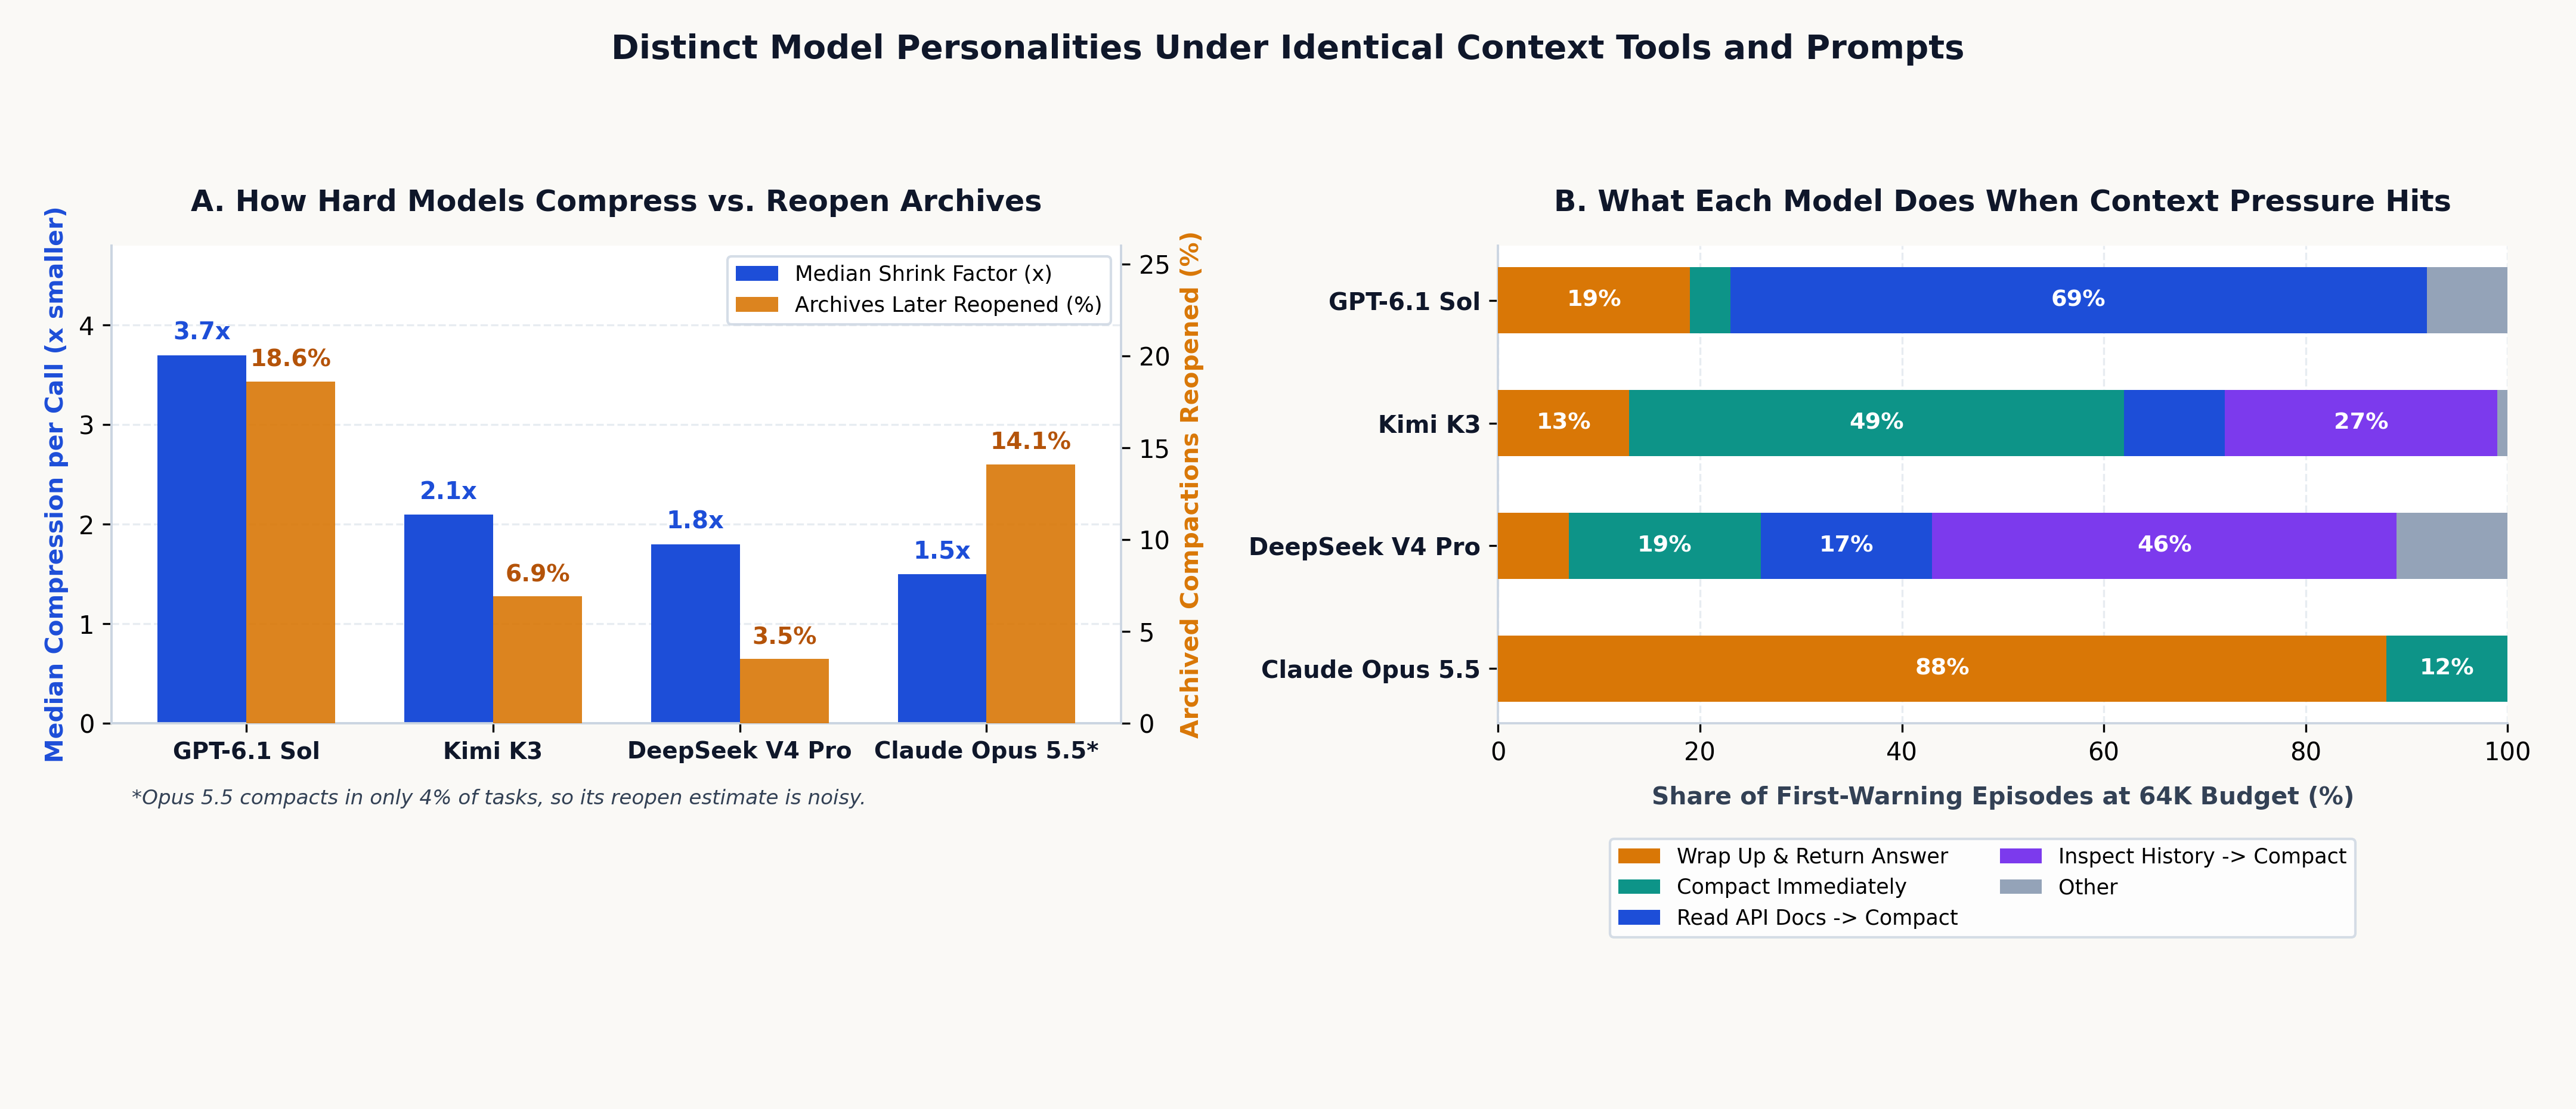 Distinct Model Personalities Under Identical Context Tools and Prompts
A. How Hard Models Compress vs. Reopen Archives
Median Compression per Call (x smaller)
4
3
2
1
0
Median Shrink Factor (x)
Archives Later Reopened (%)
3.7x
18.6%
2.1x
6.9%
1.8x
3.5%
1.5x
14.1%
25
20
15
10
5
0
Archived Compactions Reopened (%)
GPT-6.1 Sol
Kimi K3
DeepSeek V4 Pro
Claude Opus 5.5*
*Opus 5.5 compacts in only 4% of tasks, so its reopen estimate is noisy.
B. What Each Model Does When Context Pressure Hits
GPT-6.1 Sol
19%
69%
Kimi K3
13%
49%
27%
DeepSeek V4 Pro
19%
17%
46%
Claude Opus 5.5
88%
12%
0
20
40
60
80
100
Share of First-Warning Episodes at 64K Budget (%)
Wrap Up & Return Answer
Compact Immediately
Read API Docs -> Compact
Inspect History -> Compact
Other